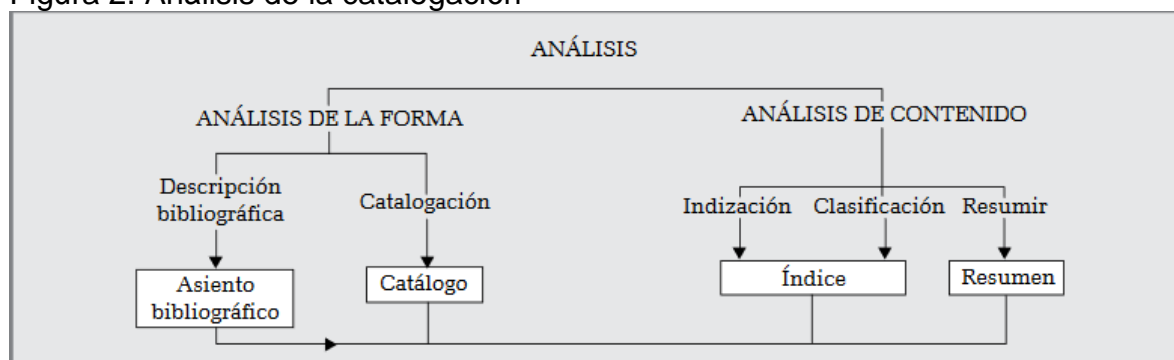 Figura 2. Análisis de la catalogación
ANÁLISIS
ANÁLISIS DE LA FORMA
ANÁLISIS DE CONTENIDO
Descripción
bibliográfica
Catalogación
Indización
Clasificación
Resumir
Asiento
bibliográfico
Catálogo
Índice
Resumen